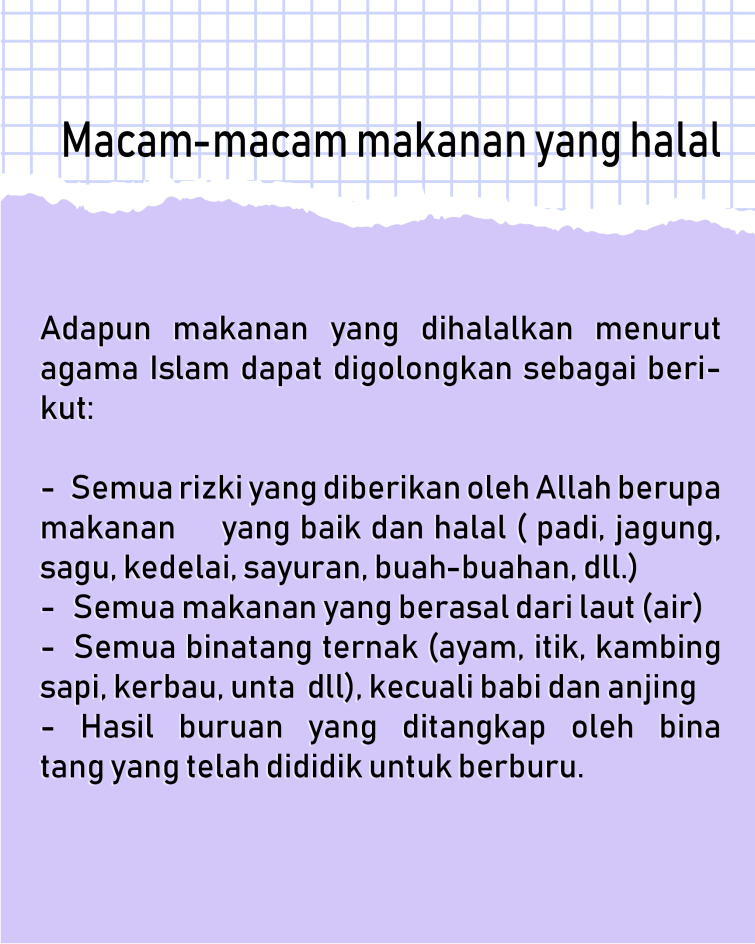 Macam-macam makanan yang halal
Adapun makanan yang dihalalkan menurut
agama Islam dapat digolongkan sebagai beri-
kut:
- Semua rizki yang diberikan oleh Allah berupa
makanan yang baik dan halal ( padi, jagung,
sagu, kedelai, sayuran, buah-buahan, dll.)
- Semua makanan yang berasal dari laut (air)
- Semua binatang ternak (ayam, itik, kambing
sapi, kerbau, unta dll), kecuali babi dan anjing
- Hasil buruan yang ditangkap oleh bina
tang yang telah dididik untuk berburu.